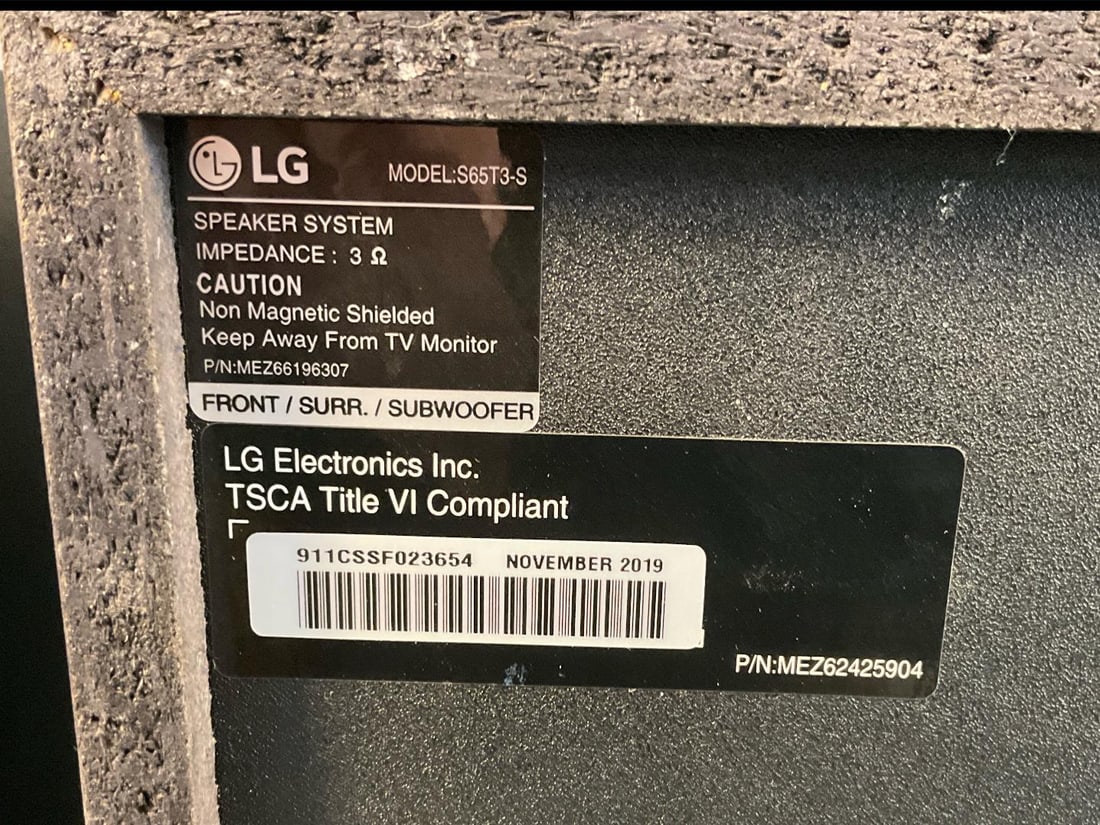 LG MODEL:S65T3-S
SPEAKER SYSTEM
IMPEDANCE : 3 Ω
CAUTION
Non Magnetic Shielded
Keep Away From TV Monitor
P/N:MEZ66196307
FRONT / SURR. / SUBWOOFER
LG Electronics Inc.
TSCA Title VI Compliant
911CSSF023654 NOVEMBER 2019
P/N:MEZ62425904